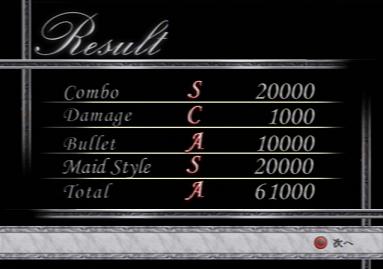 Result
Combo S 20000
Damage C 1000
Bullet A 10000
Maid Style S 20000
Total A 61000
次へ